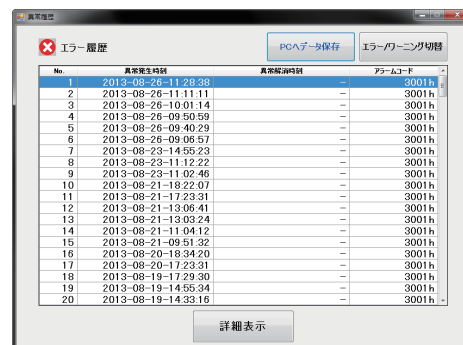 異常履歴
エラー履歴
PCへデータ保存
エラー/ワーニング切替
No. 異常発生時刻 異常解消時刻 アラームコード
1 2013-08-26-11:28:38 - 3001h
2 2013-08-26-11:11:11 - 3001h
3 2013-08-26-10:01:14 - 3001h
4 2013-08-26-09:50:59 - 3001h
5 2013-08-26-09:40:29 - 3001h
6 2013-08-26-09:06:57 - 3001h
7 2013-08-23-14:55:23 - 3001h
8 2013-08-23-11:12:22 - 3001h
9 2013-08-23-11:02:46 - 3001h
10 2013-08-21-18:22:07 - 3001h
11 2013-08-21-17:23:31 - 3001h
12 2013-08-21-13:06:41 - 3001h
13 2013-08-21-13:03:24 - 3001h
14 2013-08-21-11:04:12 - 3001h
15 2013-08-21-09:51:32 - 3001h
16 2013-08-20-18:34:20 - 3001h
17 2013-08-20-17:23:31 - 3001h
18 2013-08-19-17:29:30 - 3001h
19 2013-08-19-14:55:34 - 3001h
20 2013-08-19-14:33:16 - 3001h
詳細表示